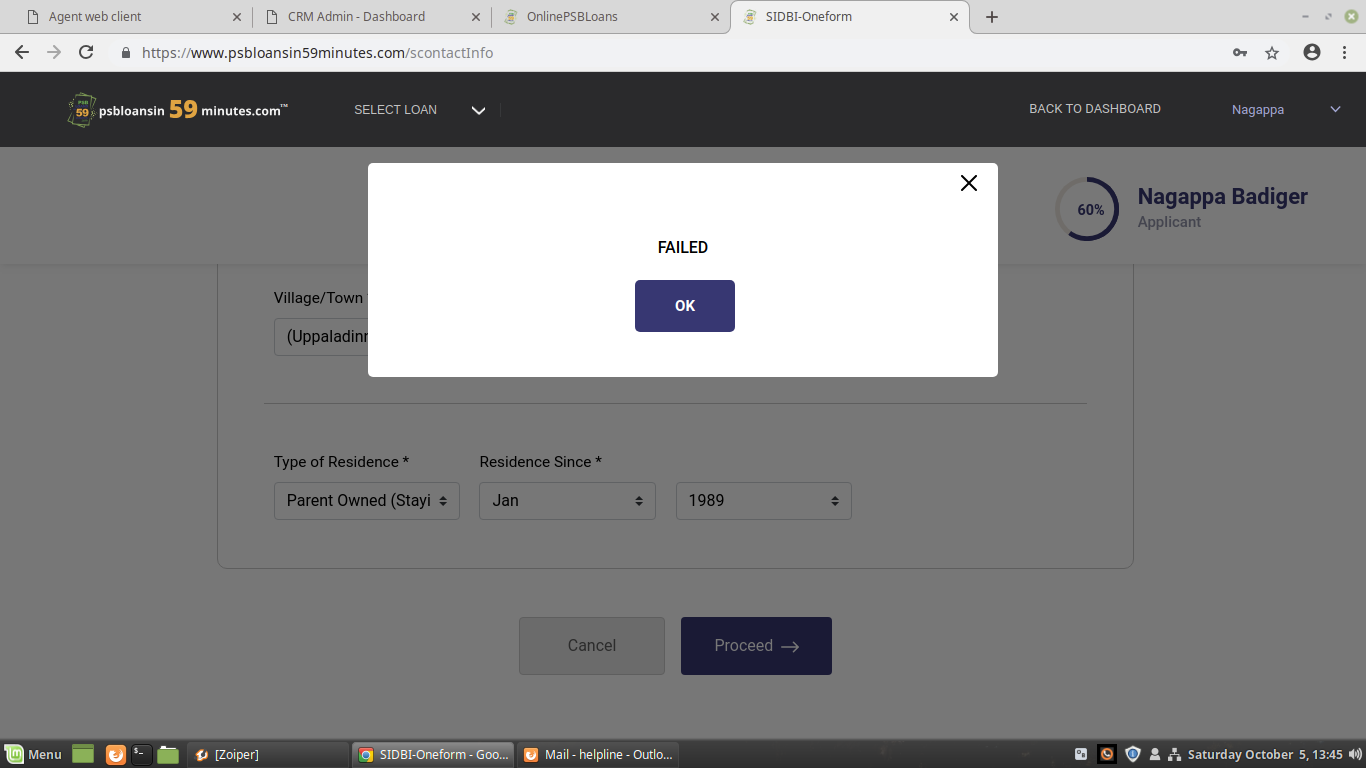 Agent web client
CRM Admin - Dashboard
OnlinePSBLoans
SIDBI-Oneform
https://www.psbloansin59minutes.com/scontactInfo
PSB
59
psbloansin 59 minutes.com™
SELECT LOAN
BACK TO DASHBOARD
Nagappa
60%
Nagappa Badiger
Applicant
FAILED
OK
Village/Town
(Uppaladinn
Type of Residence *
Residence Since *
Parent Owned (Stayi
Jan
1989
Cancel
Proceed →
Menu
[Zoiper]
SIDBI-Oneform - Goo...
Mail - helpline - Outlo...
Saturday October 5, 13:45